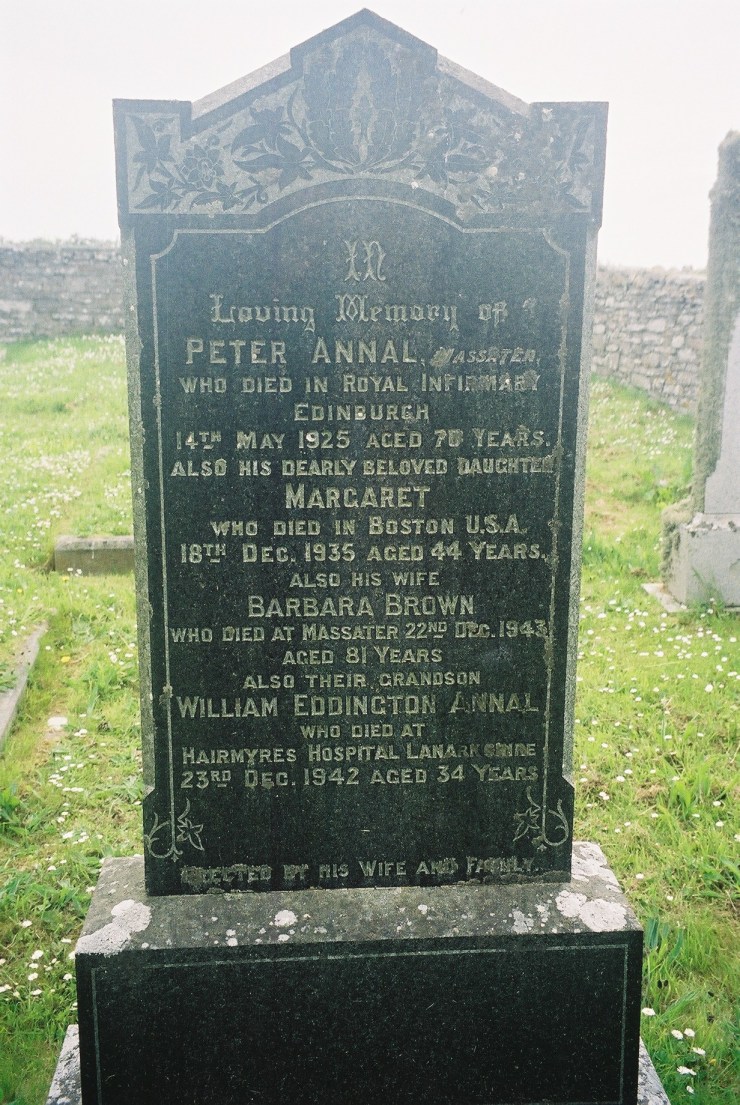 In
Loving Memory of
PETER ANNAL, MASSATER,
WHO DIED IN ROYAL INFIRMARY
EDINBURGH
14TH MAY 1925 AGED 70 YEARS.
ALSO HIS DEARLY BELOVED DAUGHTER
MARGARET
WHO DIED IN BOSTON U.S.A.
18TH DEC. 1935 AGED 44 YEARS.
ALSO HIS WIFE
BARBARA BROWN
WHO DIED AT MASSATER 22ND DEC. 1943
AGED 81 YEARS
ALSO THEIR GRANDSON
WILLIAM EDDINGTON ANNAL
WHO DIED AT
HAIRMYRES HOSPITAL LANARKSHIRE
23RD DEC. 1942 AGED 34 YEARS
ERECTED BY HIS WIFE AND FAMILY.